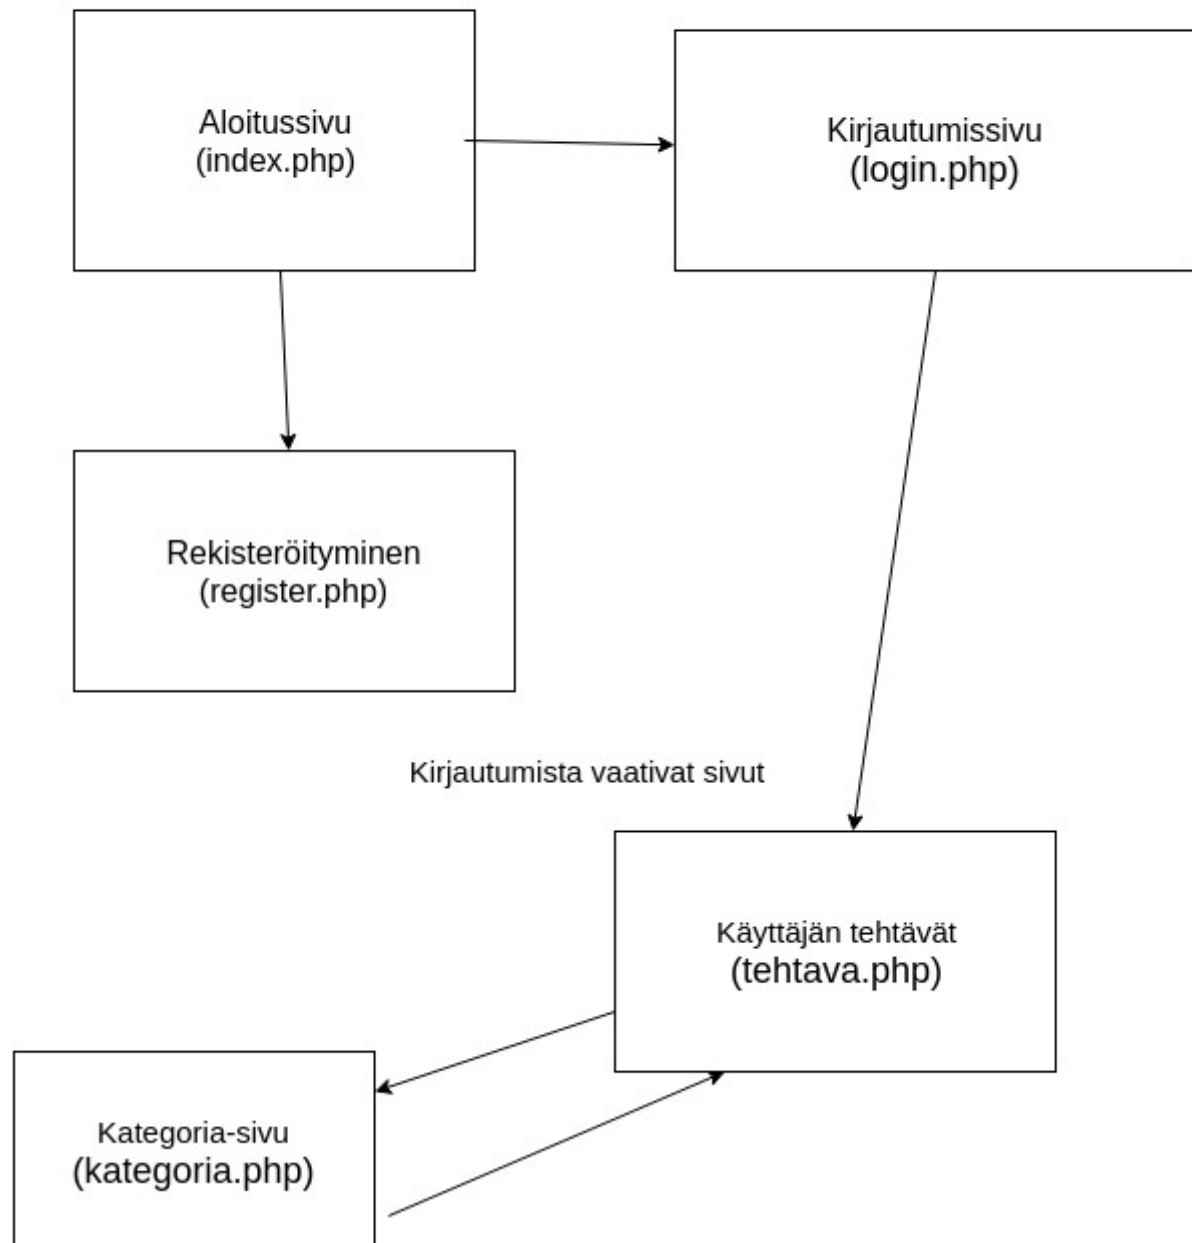 Aloitussivu
(index.php)
Kirjautumissivu
(login.php)
Rekisteröityminen
(register.php)
Kirjautumista vaativat sivut
Käyttäjän tehtävät
(tehtava.php)
Kategoria-sivu
(kategoria.php)